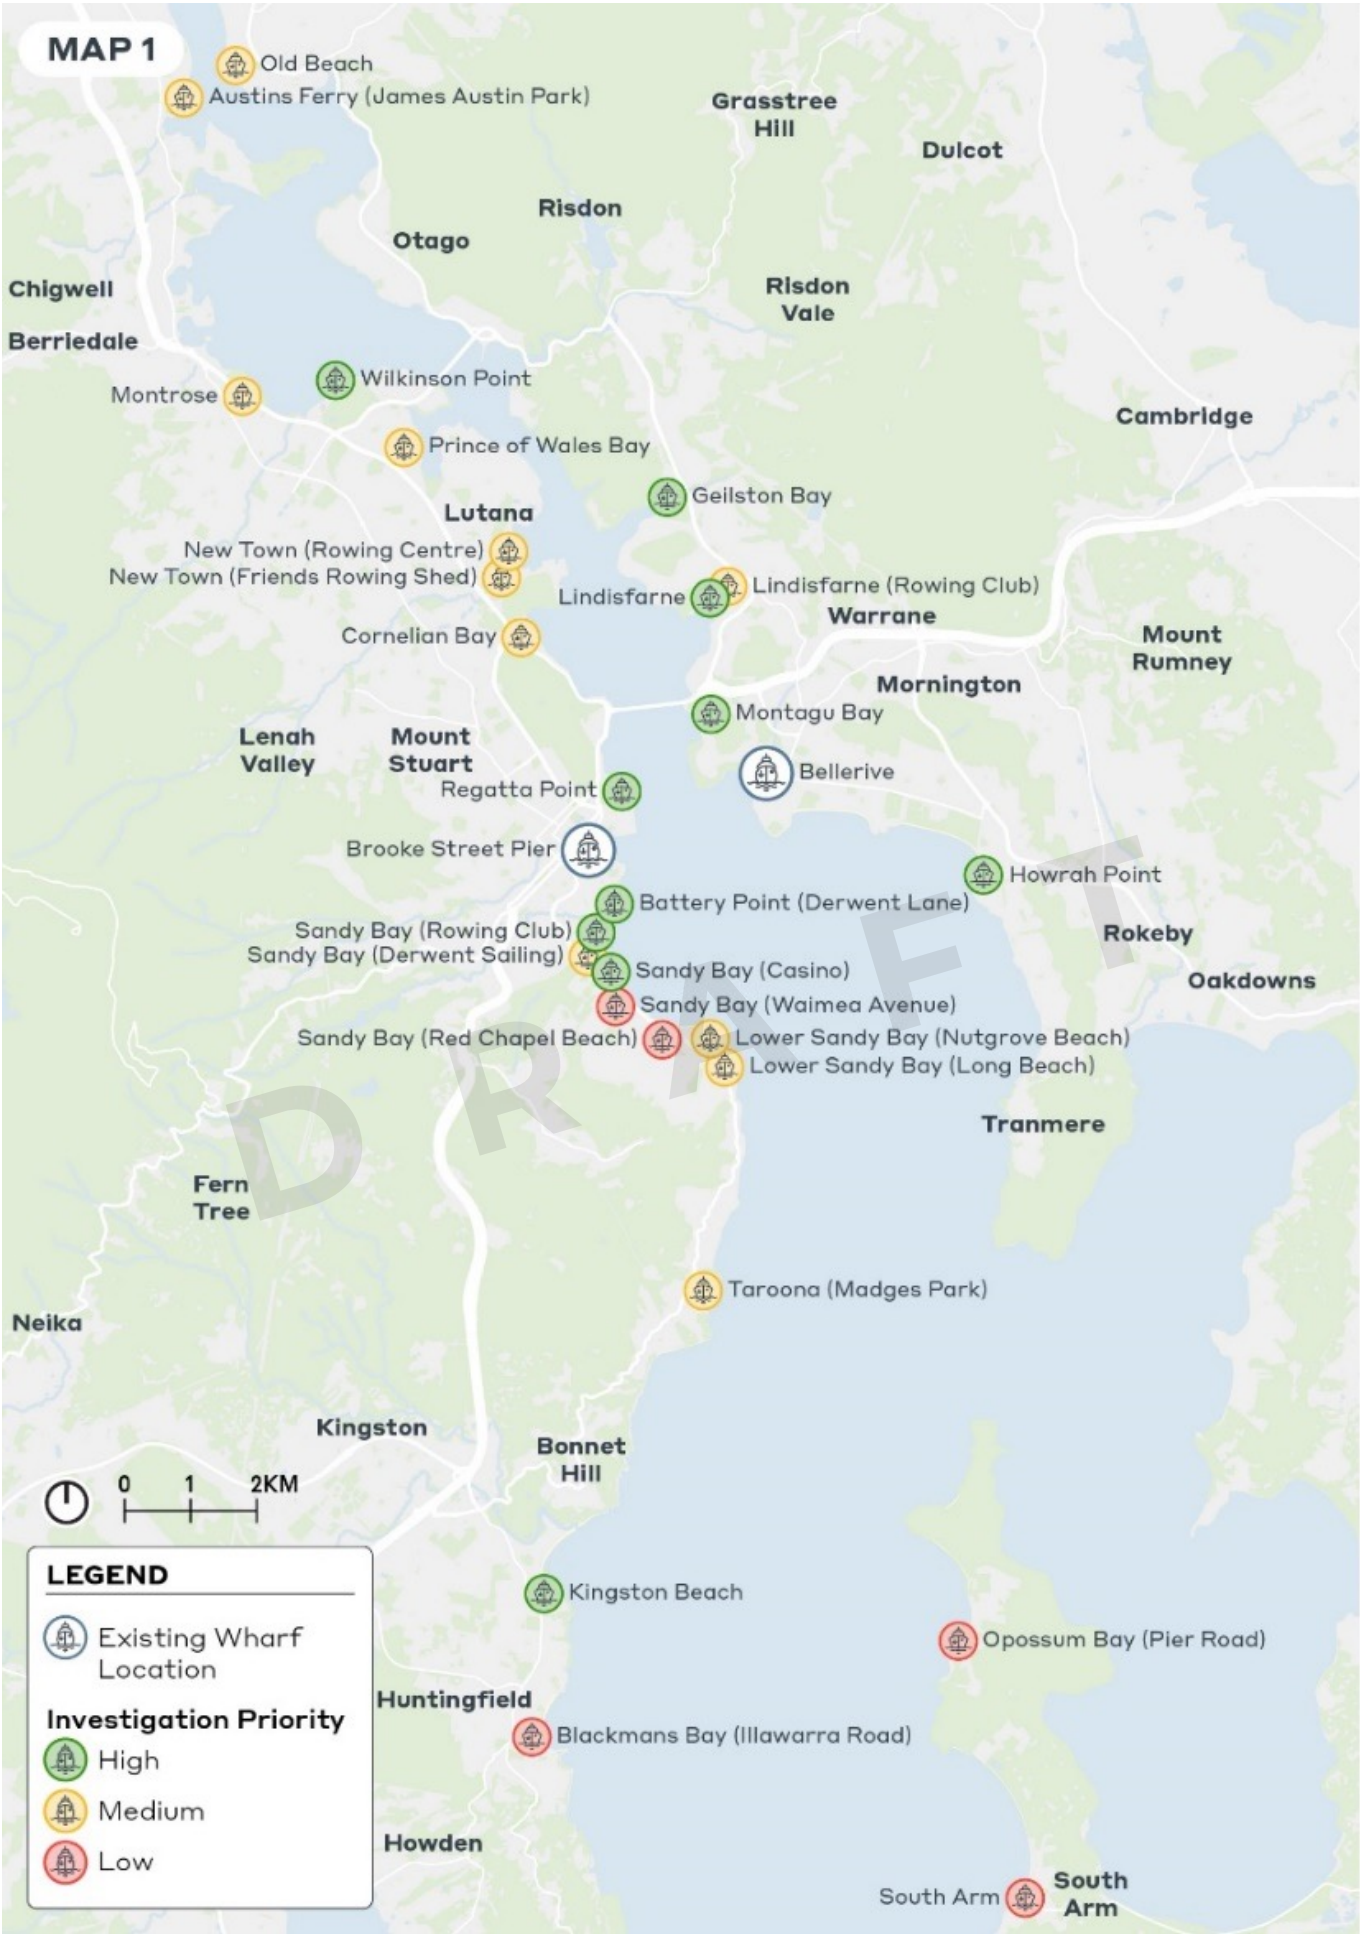 MAP 1
Old Beach
Austins Ferry (James Austin Park)
Grasstree
Hill
Dulcot
Risdon
Otago
Chigwell
Risdon
Vale
Berriedale
Wilkinson Point
Montrose
Cambridge
Prince of Wales Bay
Geilston Bay
Lutana
New Town (Rowing Centre)
New Town (Friends Rowing Shed)
Lindisfarne (Rowing Club)
Lindisfarne
Warrane
Cornelian Bay
Mount
Rumney
Mornington
Montagu Bay
Lenah
Valley
Mount
Stuart
Bellerive
Regatta Point
Brooke Street Pier
Howrah Point
Battery Point (Derwent Lane)
Sandy Bay (Rowing Club)
Rokeby
Sandy Bay (Derwent Sailing)
Sandy Bay (Casino)
Oakdowns
Sandy Bay (Waimea Avenue)
Sandy Bay (Red Chapel Beach)
Lower Sandy Bay (Nutgrove Beach)
Lower Sandy Bay (Long Beach)
DRAFT
Tranmere
Fern
Tree
Taroona (Madges Park)
Neika
Kingston
Bonnet
Hill
0 1 2KM
LEGEND
Existing Wharf
Location
Investigation Priority
High
Medium
Low
Kingston Beach
Opossum Bay (Pier Road)
Huntingfield
Blackmans Bay (Illawarra Road)
Howden
South Arm
South
Arm